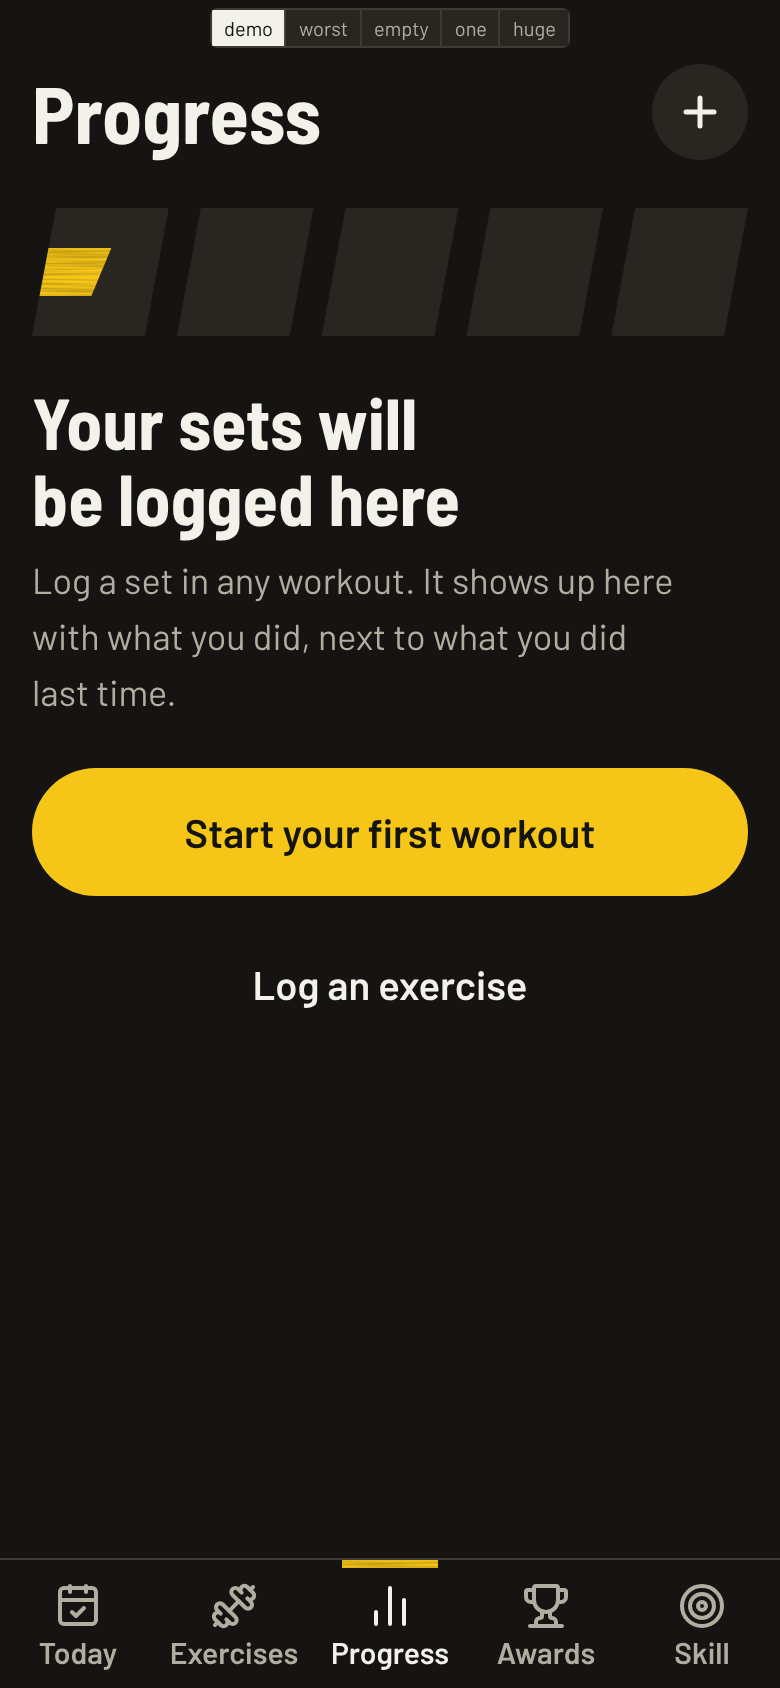 demo worst empty one huge
Progress
Your sets will
be logged here
Log a set in any workout. It shows up here
with what you did, next to what you did
last time.
Start your first workout
Log an exercise
Today Exercises Progress Awards Skill